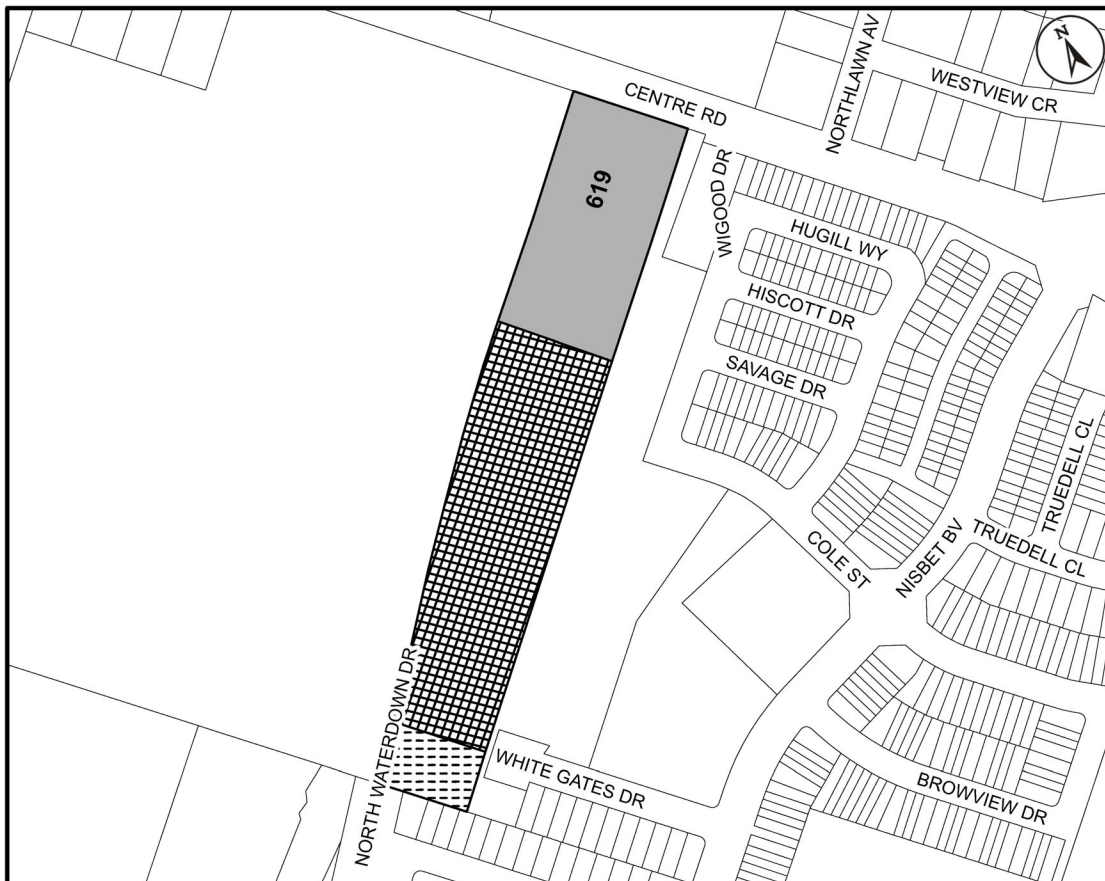 N
CENTRE RD
NORTHLAWN AV
WESTVIEW CR
619
WIGOOD DR
HUGILL WY
HISCOTT DR
SAVAGE DR
TRUEDELL CL
COLE ST
NISBET BV
TRUEDELL CL
NORTH WATERDOWN DR
WHITE GATES DR
BROWVIEW DR